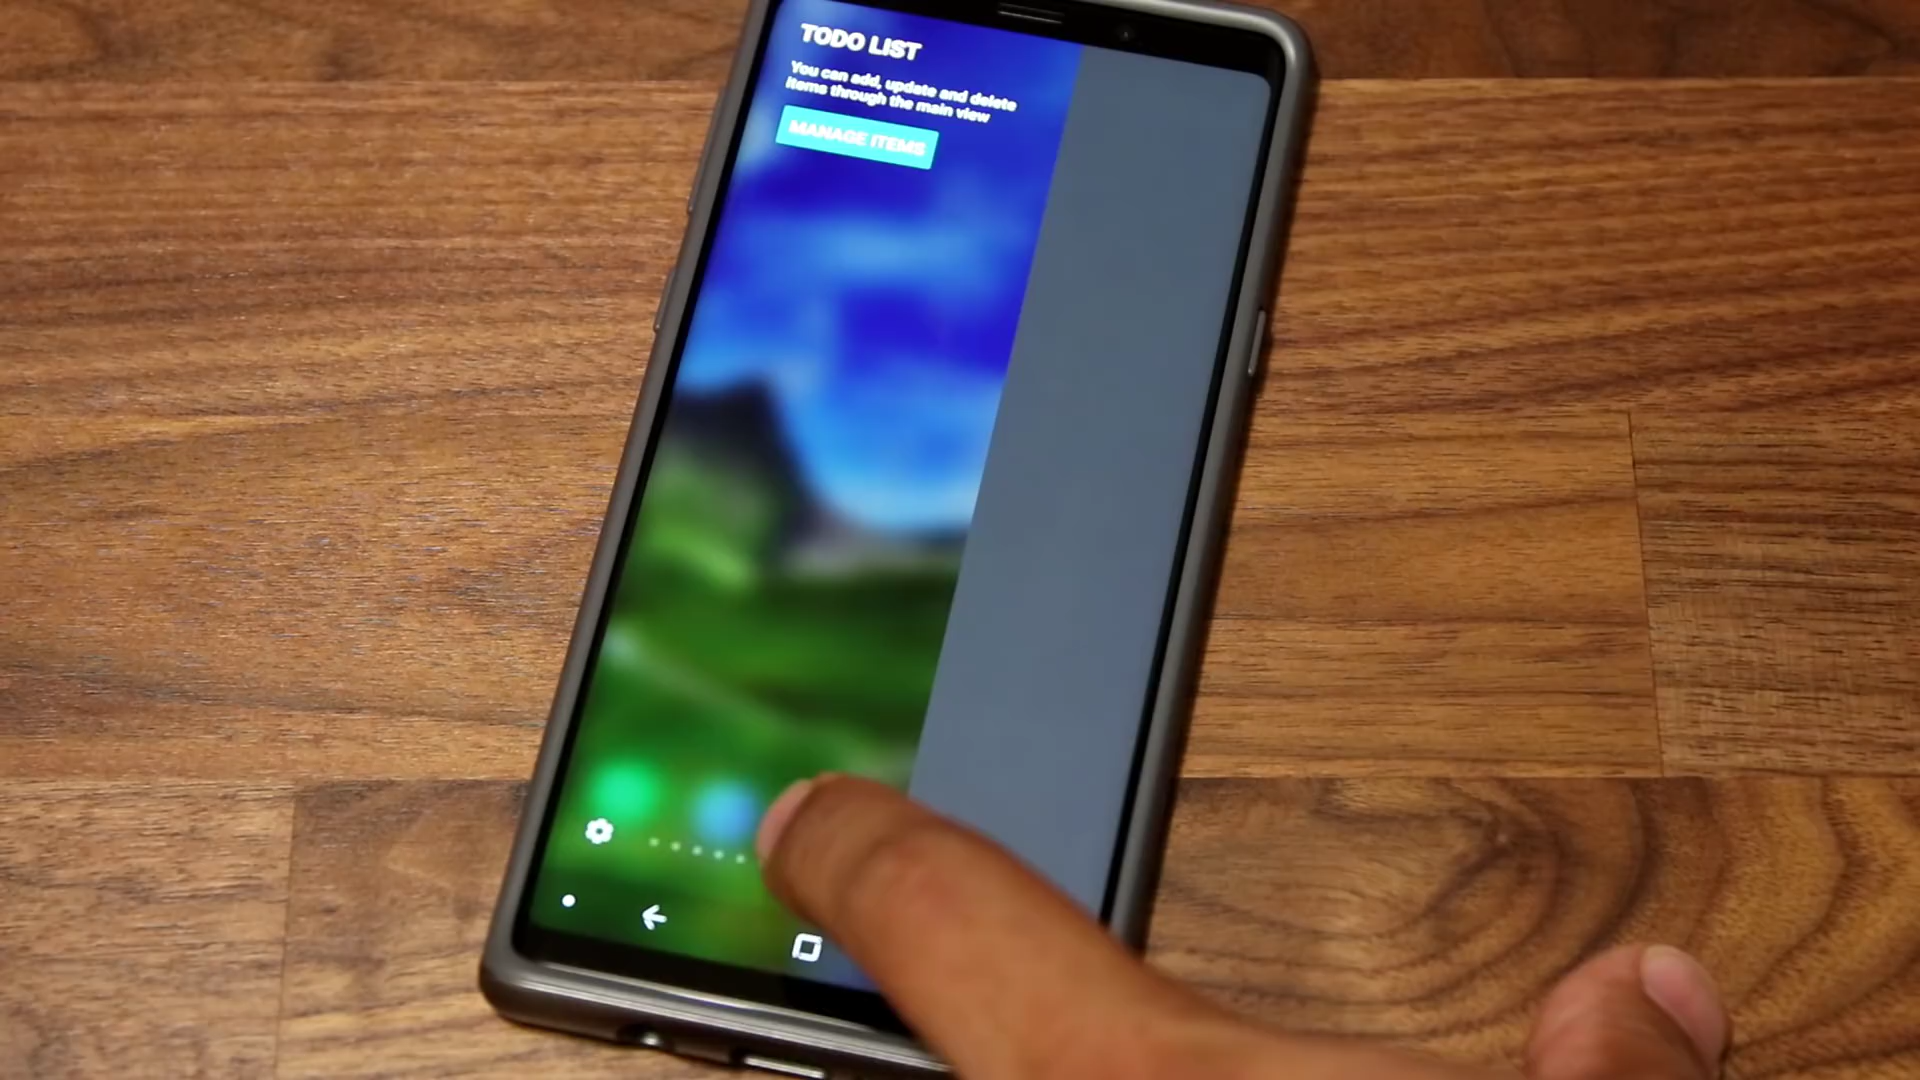 TODO LIST
You can add, update and delete
items through the main view
MANAGE ITEMS